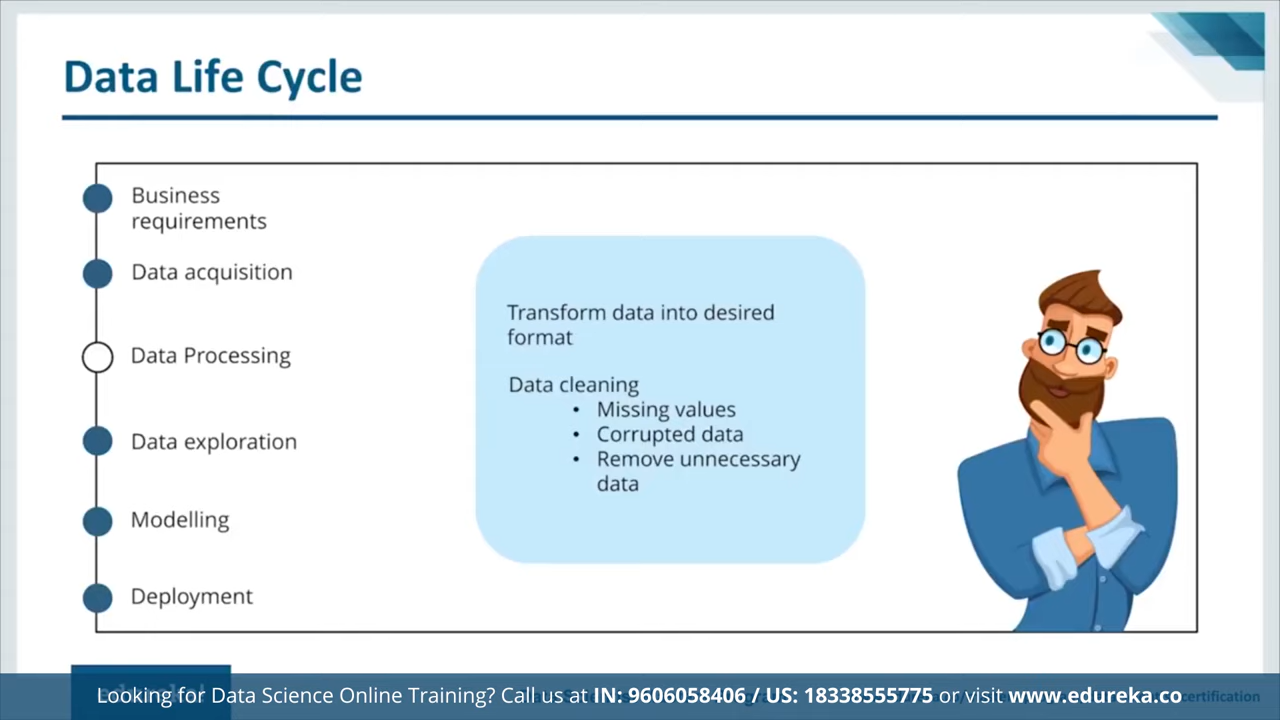 Data Life Cycle
Business
requirements
Data acquisition
Data Processing
Data exploration
Modelling
Deployment
Transform data into desired
format
Data cleaning
• Missing values
• Corrupted data
• Remove unnecessary
data
Looking for Data Science Online Training? Call us at IN: 9606058406 / US: 18338555775 or visit www.edureka.co
certification